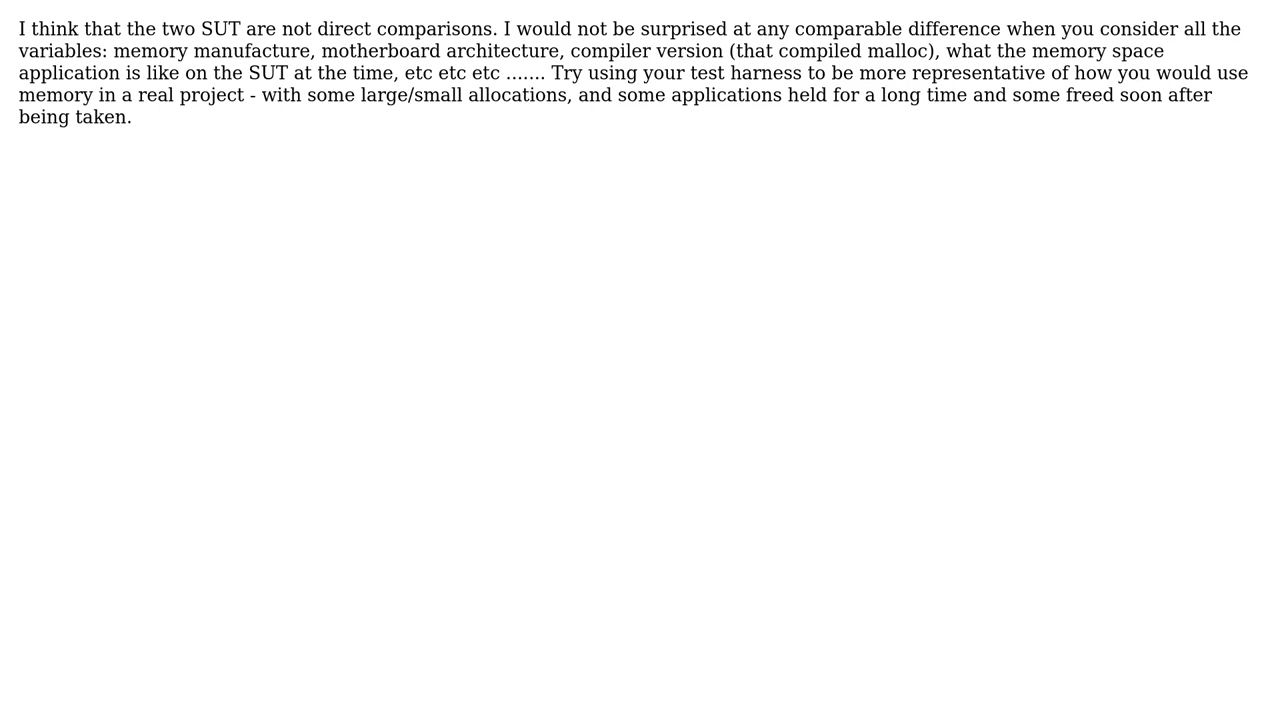 I think that the two SUT are not direct comparisons. I would not be surprised at any comparable difference when you consider all the
variables: memory manufacture, motherboard architecture, compiler version (that compiled malloc), what the memory space
application is like on the SUT at the time, etc etc etc ....... Try using your test harness to be more representative of how you would use
memory in a real project - with some large/small allocations, and some applications held for a long time and some freed soon after
being taken.